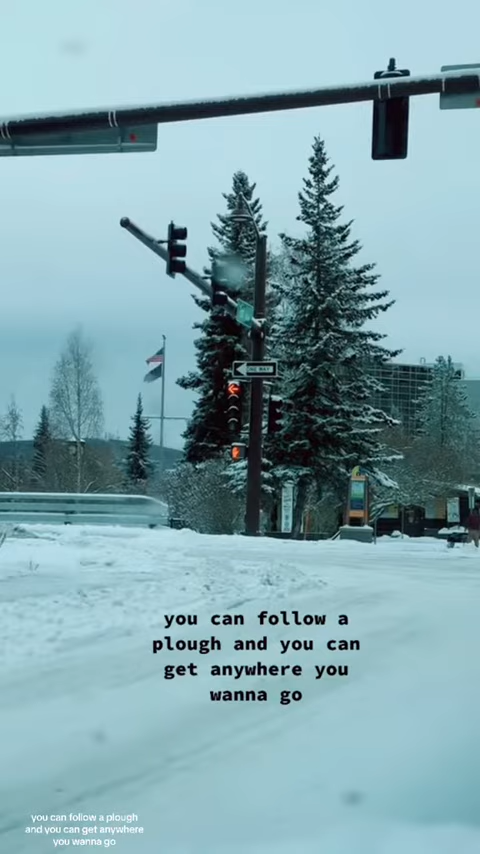 ONE WAY
you can follow a
plough and you can
get anywhere you
wanna go
you can follow a plough
and you can get anywhere
you wanna go